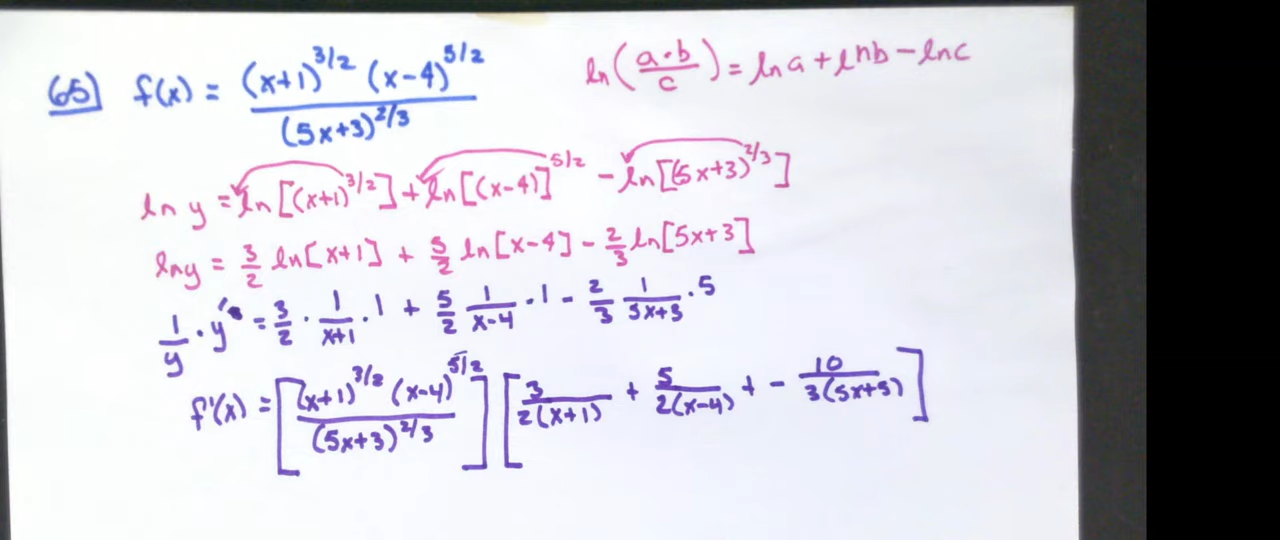 65) f(x) = (x+1)^{3/2} (x-4)^{5/2} / (5x+3)^{2/3}
ln(a·b / c) = ln a + ln b - ln c
ln y = ln[(x+1)^{3/2}] + ln[(x-4)]^{5/2} - ln[(5x+3)^{2/3}]
ln y = 3/2 ln[x+1] + 5/2 ln[x-4] - 2/3 ln[5x+3]
1/y · y' = 3/2 · 1/(x+1) · 1 + 5/2 1/(x-4) · 1 - 2/3 1/(5x+3) · 5
f'(x) = [(x+1)^{3/2} (x-4)^{5/2} / (5x+3)^{2/3}] [3/2(x+1) + 5/2(x-4) + - 10/3(5x+3)]